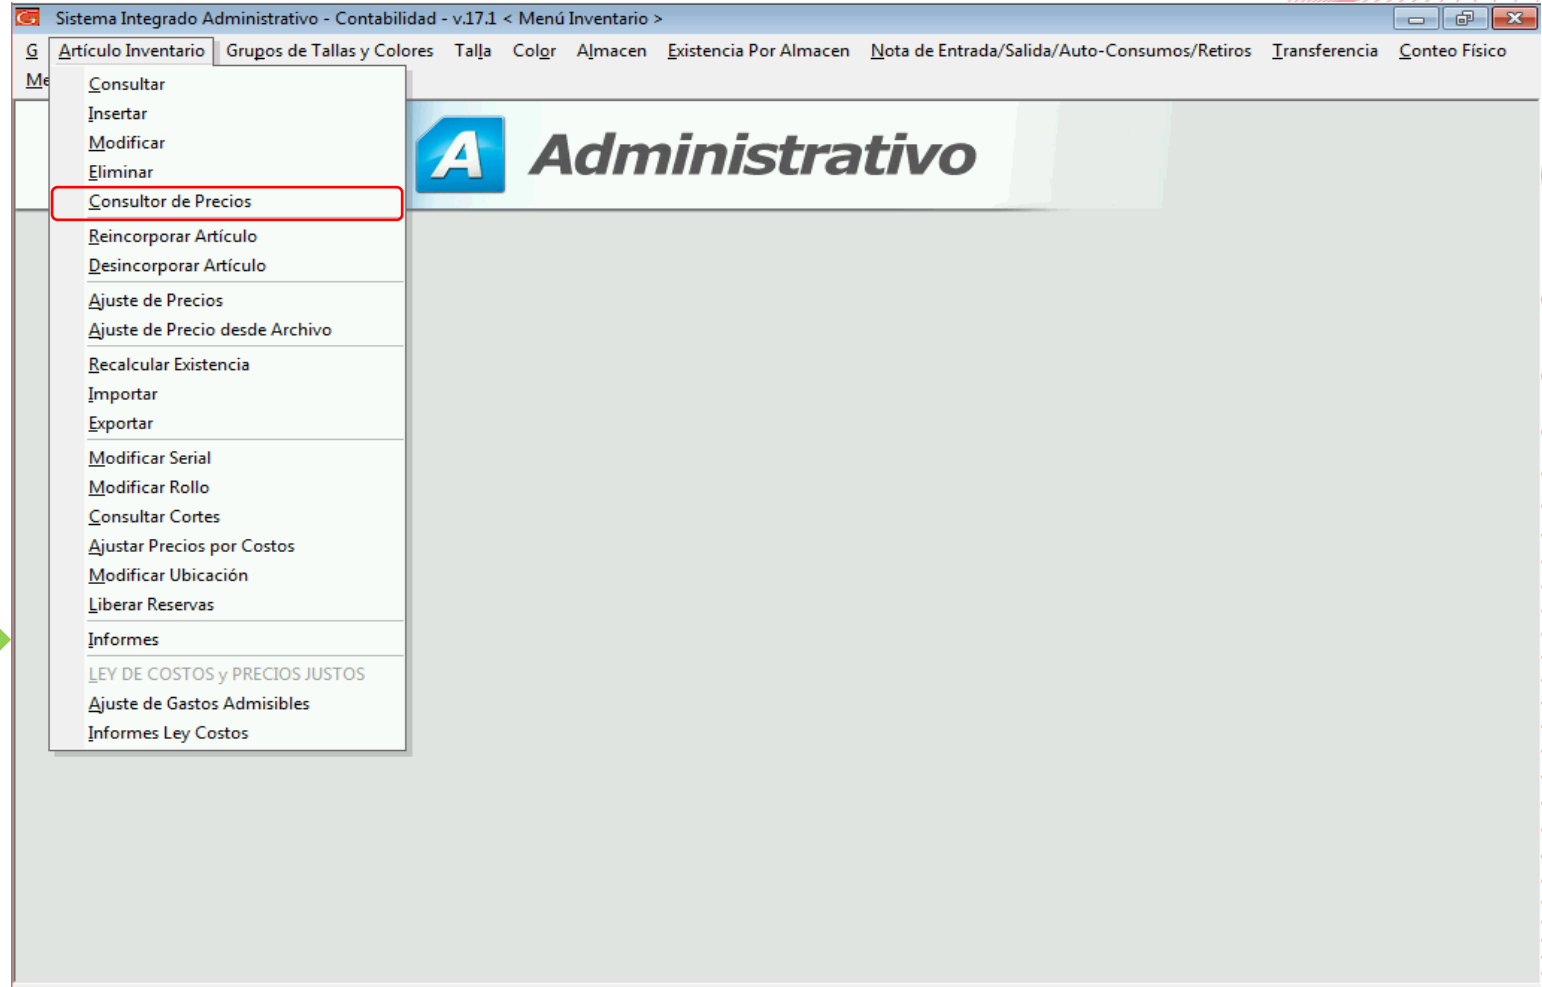 Sistema Integrado Administrativo - Contabilidad - v.17.1 < Menú Inventario >
G Artículo Inventario Grupos de Tallas y Colores Talla Color Almacen Existencia Por Almacen Nota de Entrada/Salida/Auto-Consumos/Retiros Transferencia Conteo Físico
Me
Consultar
Insertar
Modificar
Eliminar
Consultor de Precios
Reincorporar Artículo
Desincorporar Artículo
Ajuste de Precios
Ajuste de Precio desde Archivo
Recalcular Existencia
Importar
Exportar
Modificar Serial
Modificar Rollo
Consultar Cortes
Ajustar Precios por Costos
Modificar Ubicación
Liberar Reservas
Informes
LEY DE COSTOS y PRECIOS JUSTOS
Ajuste de Gastos Admisibles
Informes Ley Costos
A Administrativo